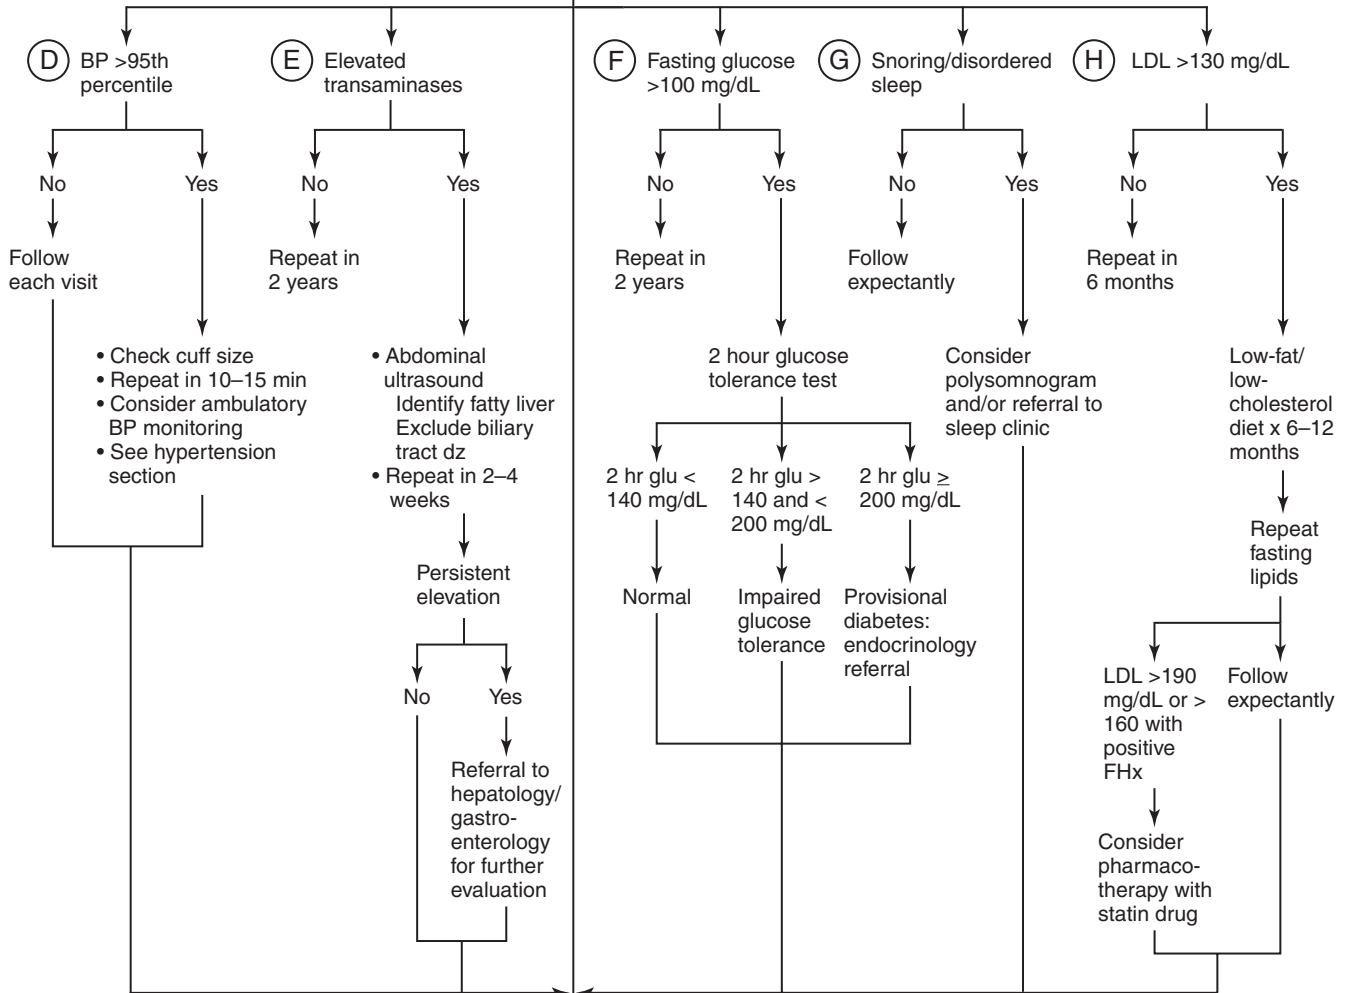 D
BP >95th
percentile
No
Yes
Follow
each visit
• Check cuff size
• Repeat in 10–15 min
• Consider ambulatory
BP monitoring
• See hypertension
section
E
Elevated
transaminases
No
Yes
Repeat in
2 years
• Abdominal
ultrasound
Identify fatty liver
Exclude biliary
tract dz
• Repeat in 2–4
weeks
Persistent
elevation
No
Yes
Referral to
hepatology/
gastro-
enterology
for further
evaluation
F
Fasting glucose
>100 mg/dL
No
Yes
Repeat in
2 years
2 hour glucose
tolerance test
2 hr glu <
140 mg/dL
Normal
2 hr glu >
140 and <
200 mg/dL
Impaired
glucose
tolerance
2 hr glu ≥
200 mg/dL
Provisional
diabetes:
endocrinology
referral
G
Snoring/disordered
sleep
No
Yes
Follow
expectantly
Consider
polysomnogram
and/or referral to
sleep clinic
H
LDL >130 mg/dL
No
Yes
Repeat in
6 months
Low-fat/
low-
cholesterol
diet x 6–12
months
Repeat
fasting
lipids
LDL >190
mg/dL or >
160 with
positive
FHx
Consider
pharmaco-
therapy with
statin drug
Follow
expectantly